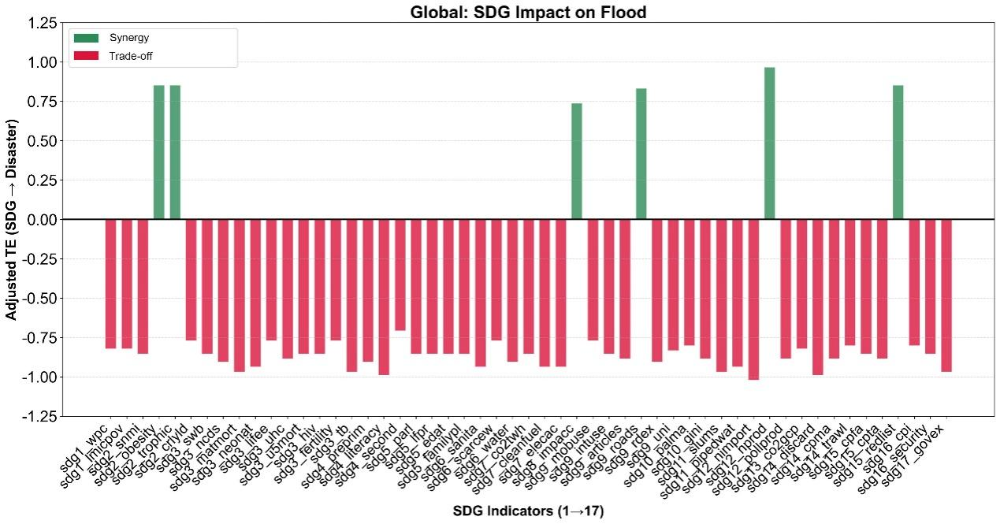 Global: SDG Impact on Flood
Synergy
Trade-off
Adjusted TE (SDG → Disaster)
1.25
1.00
0.75
0.50
0.25
0.00
-0.25
-0.50
-0.75
-1.00
-1.25
sdg1_wpc
sdg1_lmicpov
sdg2_snmi
sdg2_obesity
sdg2_trophic
sdg2_crlyld
sdg3_swb
sdg3_ncds
sdg3_matmort
sdg3_neonat
sdg3_lifee
sdg3_uhc
sdg3_u5mort
sdg3_hiv
sdg3_fertility
sdg3_tb
sdg4_preprim
sdg4_literacy
sdg4_second
sdg5_parl
sdg5_lfpr
sdg5_edat
sdg5_familypl
sdg6_sanita
sdg6_scarcew
sdg6_water
sdg7_co2twh
sdg7_cleanfuel
sdg7_elecac
sdg8_impacc
sdg9_mobuse
sdg9_intuse
sdg9_articles
sdg9_roads
sdg9_rdex
sdg9_uni
sdg10_palma
sdg10_gini
sdg11_slums
sdg11_pipedwat
sdg12_nimport
sdg12_nprod
sdg12_pollprod
sdg13_co2gcp
sdg14_discard
sdg14_cpma
sdg14_trawl
sdg15_cpfa
sdg15_cpta
sdg15_redlist
sdg16_cpi
sdg16_security
sdg17_govex
SDG Indicators (1→17)